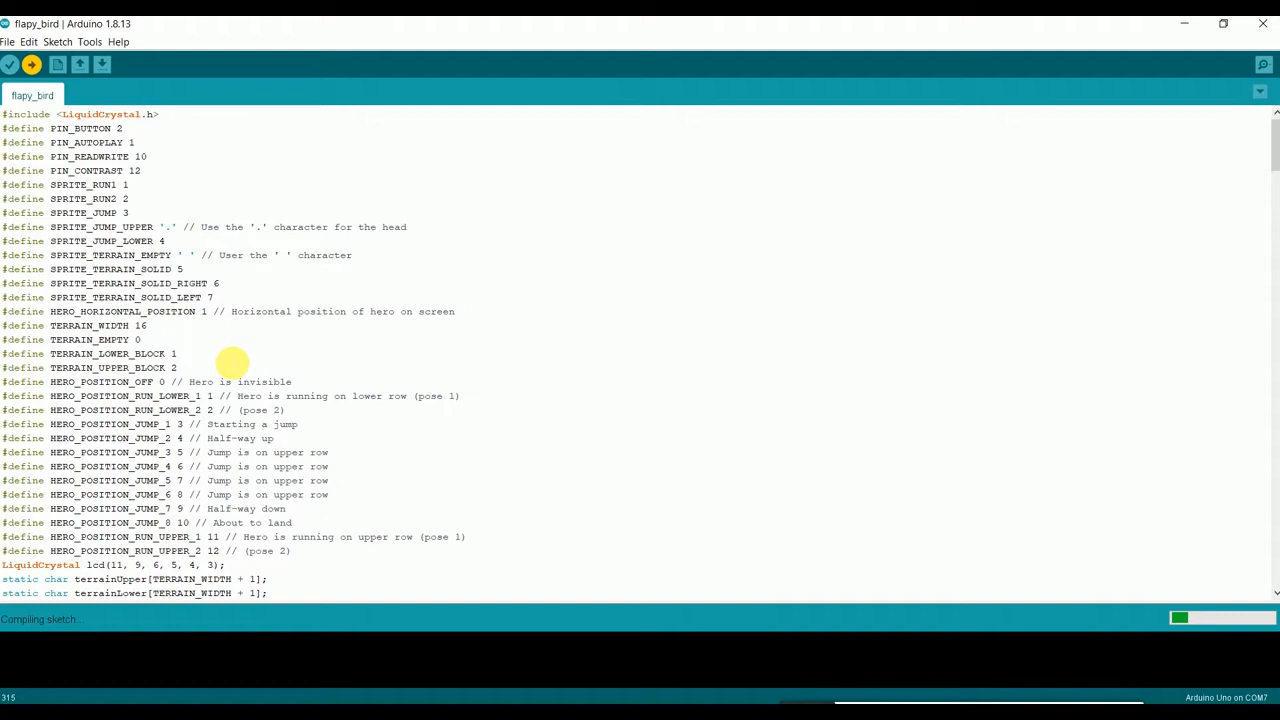 flapy_bird | Arduino 1.8.13
File Edit Sketch Tools Help
flapy_bird
#include <LiquidCrystal.h>
#define PIN_BUTTON 2
#define PIN_AUTOPLAY 1
#define PIN_READWRITE 10
#define PIN_CONTRAST 12
#define SPRITE_RUN1 1
#define SPRITE_RUN2 2
#define SPRITE_JUMP 3
#define SPRITE_JUMP_UPPER '.' // Use the '.' character for the head
#define SPRITE_JUMP_LOWER 4
#define SPRITE_TERRAIN_EMPTY ' ' // User the ' ' character
#define SPRITE_TERRAIN_SOLID 5
#define SPRITE_TERRAIN_SOLID_RIGHT 6
#define SPRITE_TERRAIN_SOLID_LEFT 7
#define HERO_HORIZONTAL_POSITION 1 // Horizontal position of hero on screen
#define TERRAIN_WIDTH 16
#define TERRAIN_EMPTY 0
#define TERRAIN_LOWER_BLOCK 1
#define TERRAIN_UPPER_BLOCK 2
#define HERO_POSITION_OFF 0 // Hero is invisible
#define HERO_POSITION_RUN_LOWER_1 1 // Hero is running on lower row (pose 1)
#define HERO_POSITION_RUN_LOWER_2 2 // (pose 2)
#define HERO_POSITION_JUMP_1 3 // Starting a jump
#define HERO_POSITION_JUMP_2 4 // Half-way up
#define HERO_POSITION_JUMP_3 5 // Jump is on upper row
#define HERO_POSITION_JUMP_4 6 // Jump is on upper row
#define HERO_POSITION_JUMP_5 7 // Jump is on upper row
#define HERO_POSITION_JUMP_6 8 // Jump is on upper row
#define HERO_POSITION_JUMP_7 9 // Half-way down
#define HERO_POSITION_JUMP_8 10 // About to land
#define HERO_POSITION_RUN_UPPER_1 11 // Hero is running on upper row (pose 1)
#define HERO_POSITION_RUN_UPPER_2 12 // (pose 2)
LiquidCrystal lcd(11, 9, 6, 5, 4, 3);
static char terrainUpper[TERRAIN_WIDTH + 1];
static char terrainLower[TERRAIN_WIDTH + 1];
Compiling sketch...
315
Arduino Uno on COM7